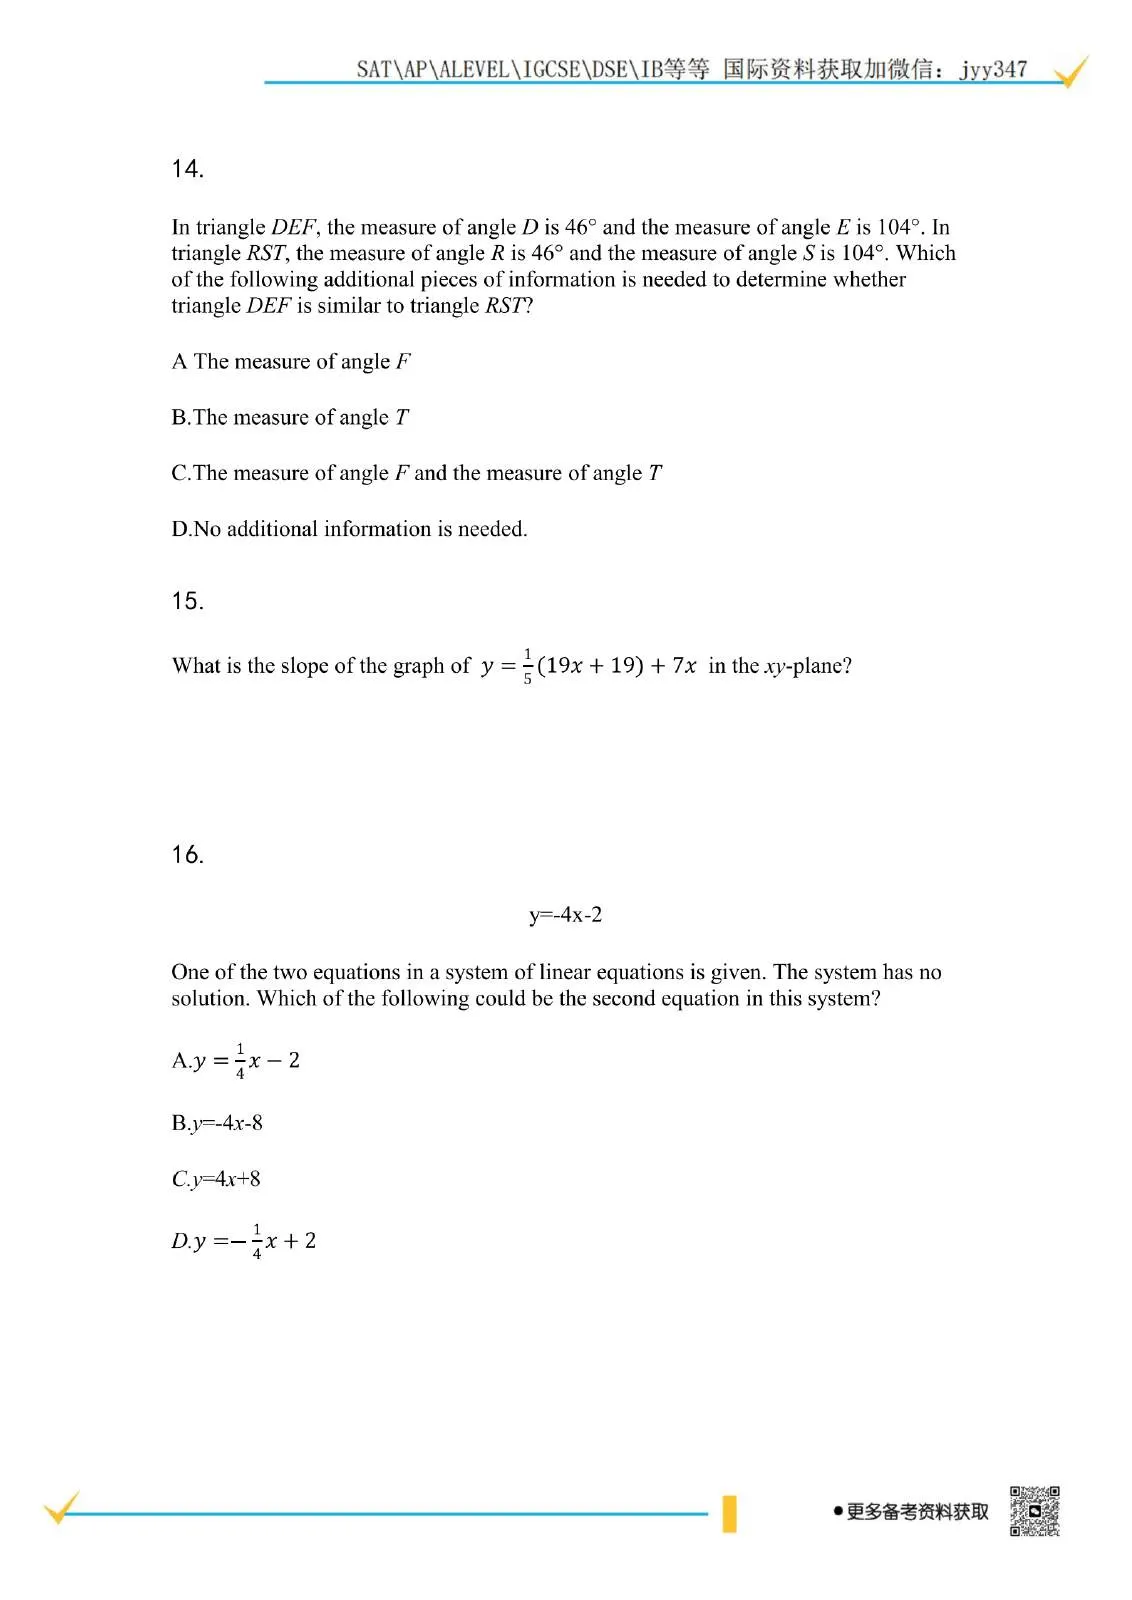 SAT\AP\ALEVEL\IGCSE\DSE\IB等等 国际资料获取加微信：jyy347
14.
In triangle DEF, the measure of angle D is 46° and the measure of angle E is 104°. In
triangle RST, the measure of angle R is 46° and the measure of angle S is 104°. Which
of the following additional pieces of information is needed to determine whether
triangle DEF is similar to triangle RST?
A The measure of angle F
B.The measure of angle T
C.The measure of angle F and the measure of angle T
D.No additional information is needed.
15.
What is the slope of the graph of y = 1/5(19x + 19) + 7x in the xy-plane?
16.
y=-4x-2
One of the two equations in a system of linear equations is given. The system has no
solution. Which of the following could be the second equation in this system?
A.y = 1/4x − 2
B.y=-4x-8
C.y=4x+8
D.y =− 1/4x + 2
●更多备考资料获取